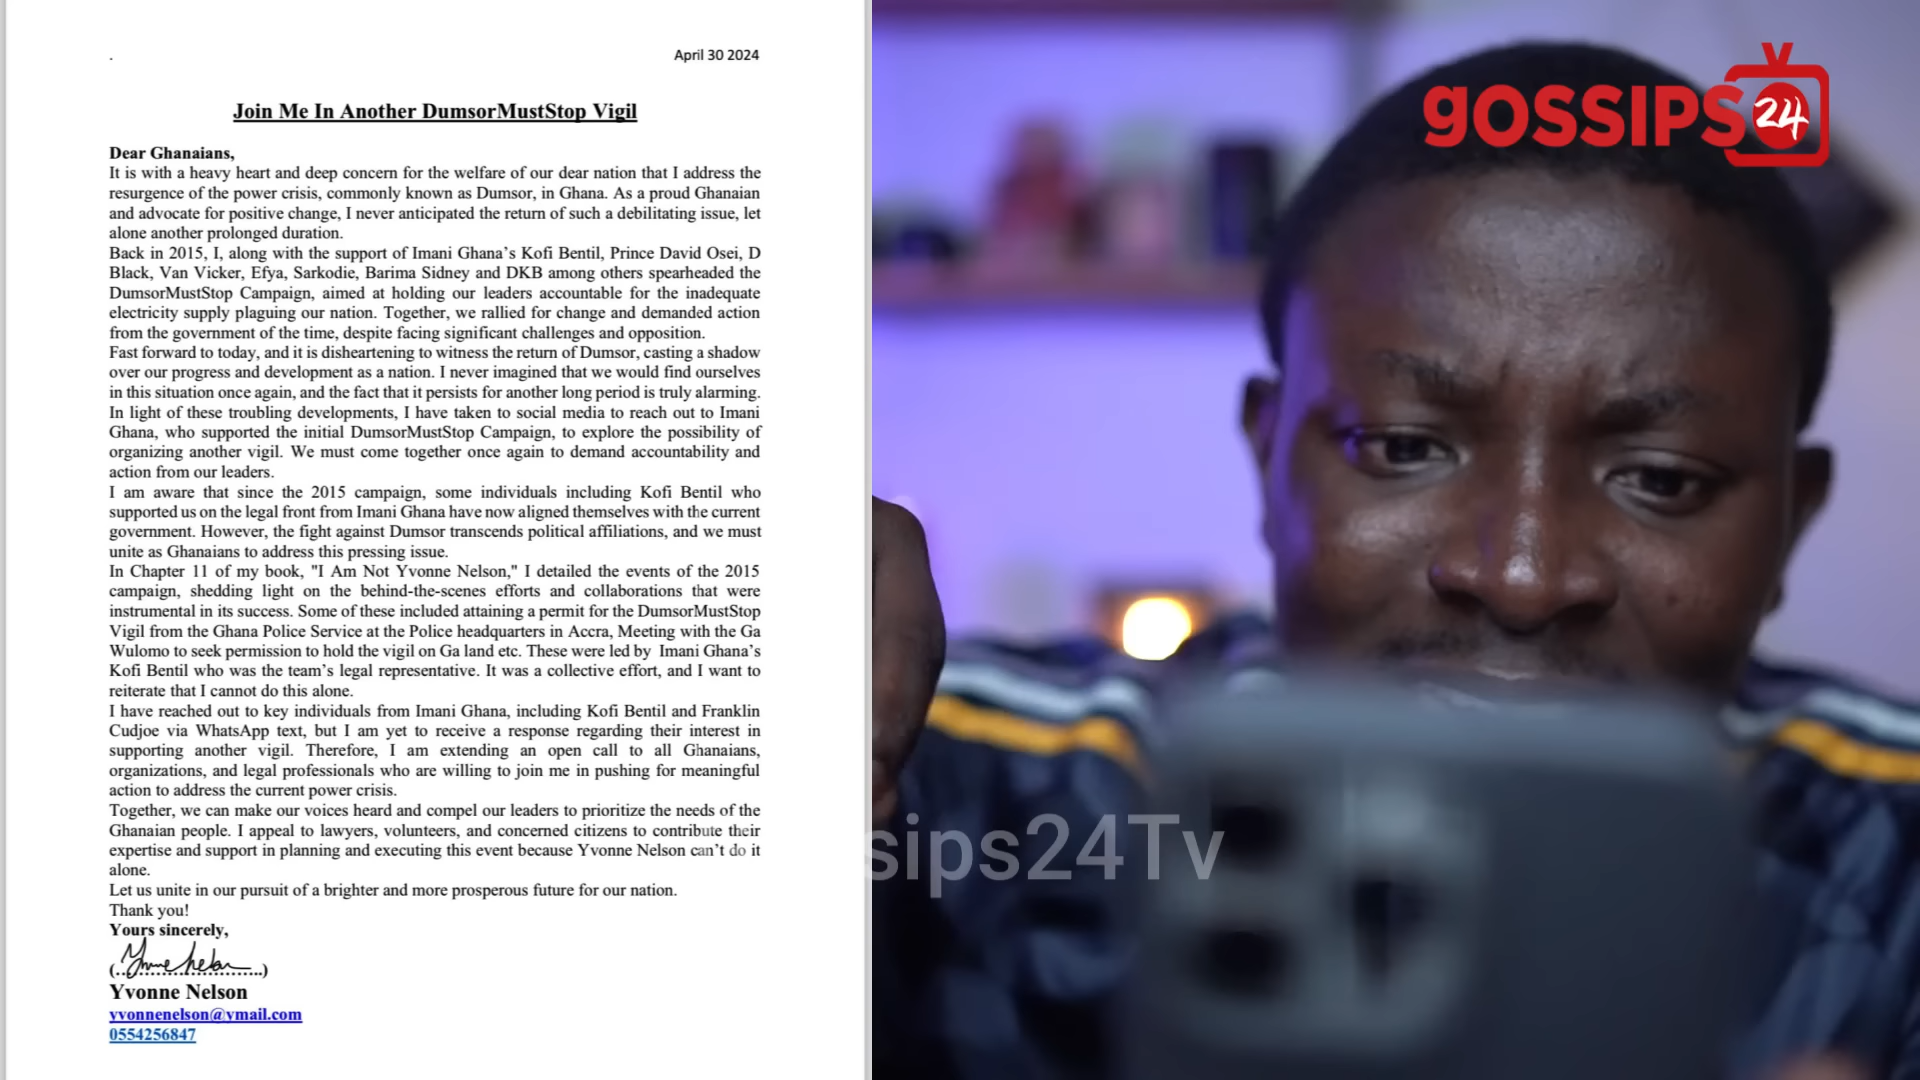 .
April 30 2024
Join Me In Another DumsorMustStop Vigil
Dear Ghanaians,
It is with a heavy heart and deep concern for the welfare of our dear nation that I address the
resurgence of the power crisis, commonly known as Dumsor, in Ghana. As a proud Ghanaian
and advocate for positive change, I never anticipated the return of such a debilitating issue, let
alone another prolonged duration.
Back in 2015, I, along with the support of Imani Ghana's Kofi Bentil, Prince David Osei, D
Black, Van Vicker, Efya, Sarkodie, Barima Sidney and DKB among others spearheaded the
DumsorMustStop Campaign, aimed at holding our leaders accountable for the inadequate
electricity supply plaguing our nation. Together, we rallied for change and demanded action
from the government of the time, despite facing significant challenges and opposition.
Fast forward to today, and it is disheartening to witness the return of Dumsor, casting a shadow
over our progress and development as a nation. I never imagined that we would find ourselves
in this situation once again, and the fact that it persists for another long period is truly alarming.
In light of these troubling developments, I have taken to social media to reach out to Imani
Ghana, who supported the initial DumsorMustStop Campaign, to explore the possibility of
organizing another vigil. We must come together once again to demand accountability and
action from our leaders.
I am aware that since the 2015 campaign, some individuals including Kofi Bentil who
supported us on the legal front from Imani Ghana have now aligned themselves with the current
government. However, the fight against Dumsor transcends political affiliations, and we must
unite as Ghanaians to address this pressing issue.
In Chapter 11 of my book, "I Am Not Yvonne Nelson," I detailed the events of the 2015
campaign, shedding light on the behind-the-scenes efforts and collaborations that were
instrumental in its success. Some of these included attaining a permit for the DumsorMustStop
Vigil from the Ghana Police Service at the Police headquarters in Accra, Meeting with the Ga
Wulomo to seek permission to hold the vigil on Ga land etc. These were led by Imani Ghana's
Kofi Bentil who was the team's legal representative. It was a collective effort, and I want to
reiterate that I cannot do this alone.
I have reached out to key individuals from Imani Ghana, including Kofi Bentil and Franklin
Cudjoe via WhatsApp text, but I am yet to receive a response regarding their interest in
supporting another vigil. Therefore, I am extending an open call to all Ghanaians,
organizations, and legal professionals who are willing to join me in pushing for meaningful
action to address the current power crisis.
Together, we can make our voices heard and compel our leaders to prioritize the needs of the
Ghanaian people. I appeal to lawyers, volunteers, and concerned citizens to contribute their
expertise and support in planning and executing this event because Yvonne Nelson can't do it
alone.
Let us unite in our pursuit of a brighter and more prosperous future for our nation.
Thank you!
Yours sincerely,
(........................)
Yvonne Nelson
yvonnenelson@ymail.com
0554256847
gOSSIPS 24
sips24Tv